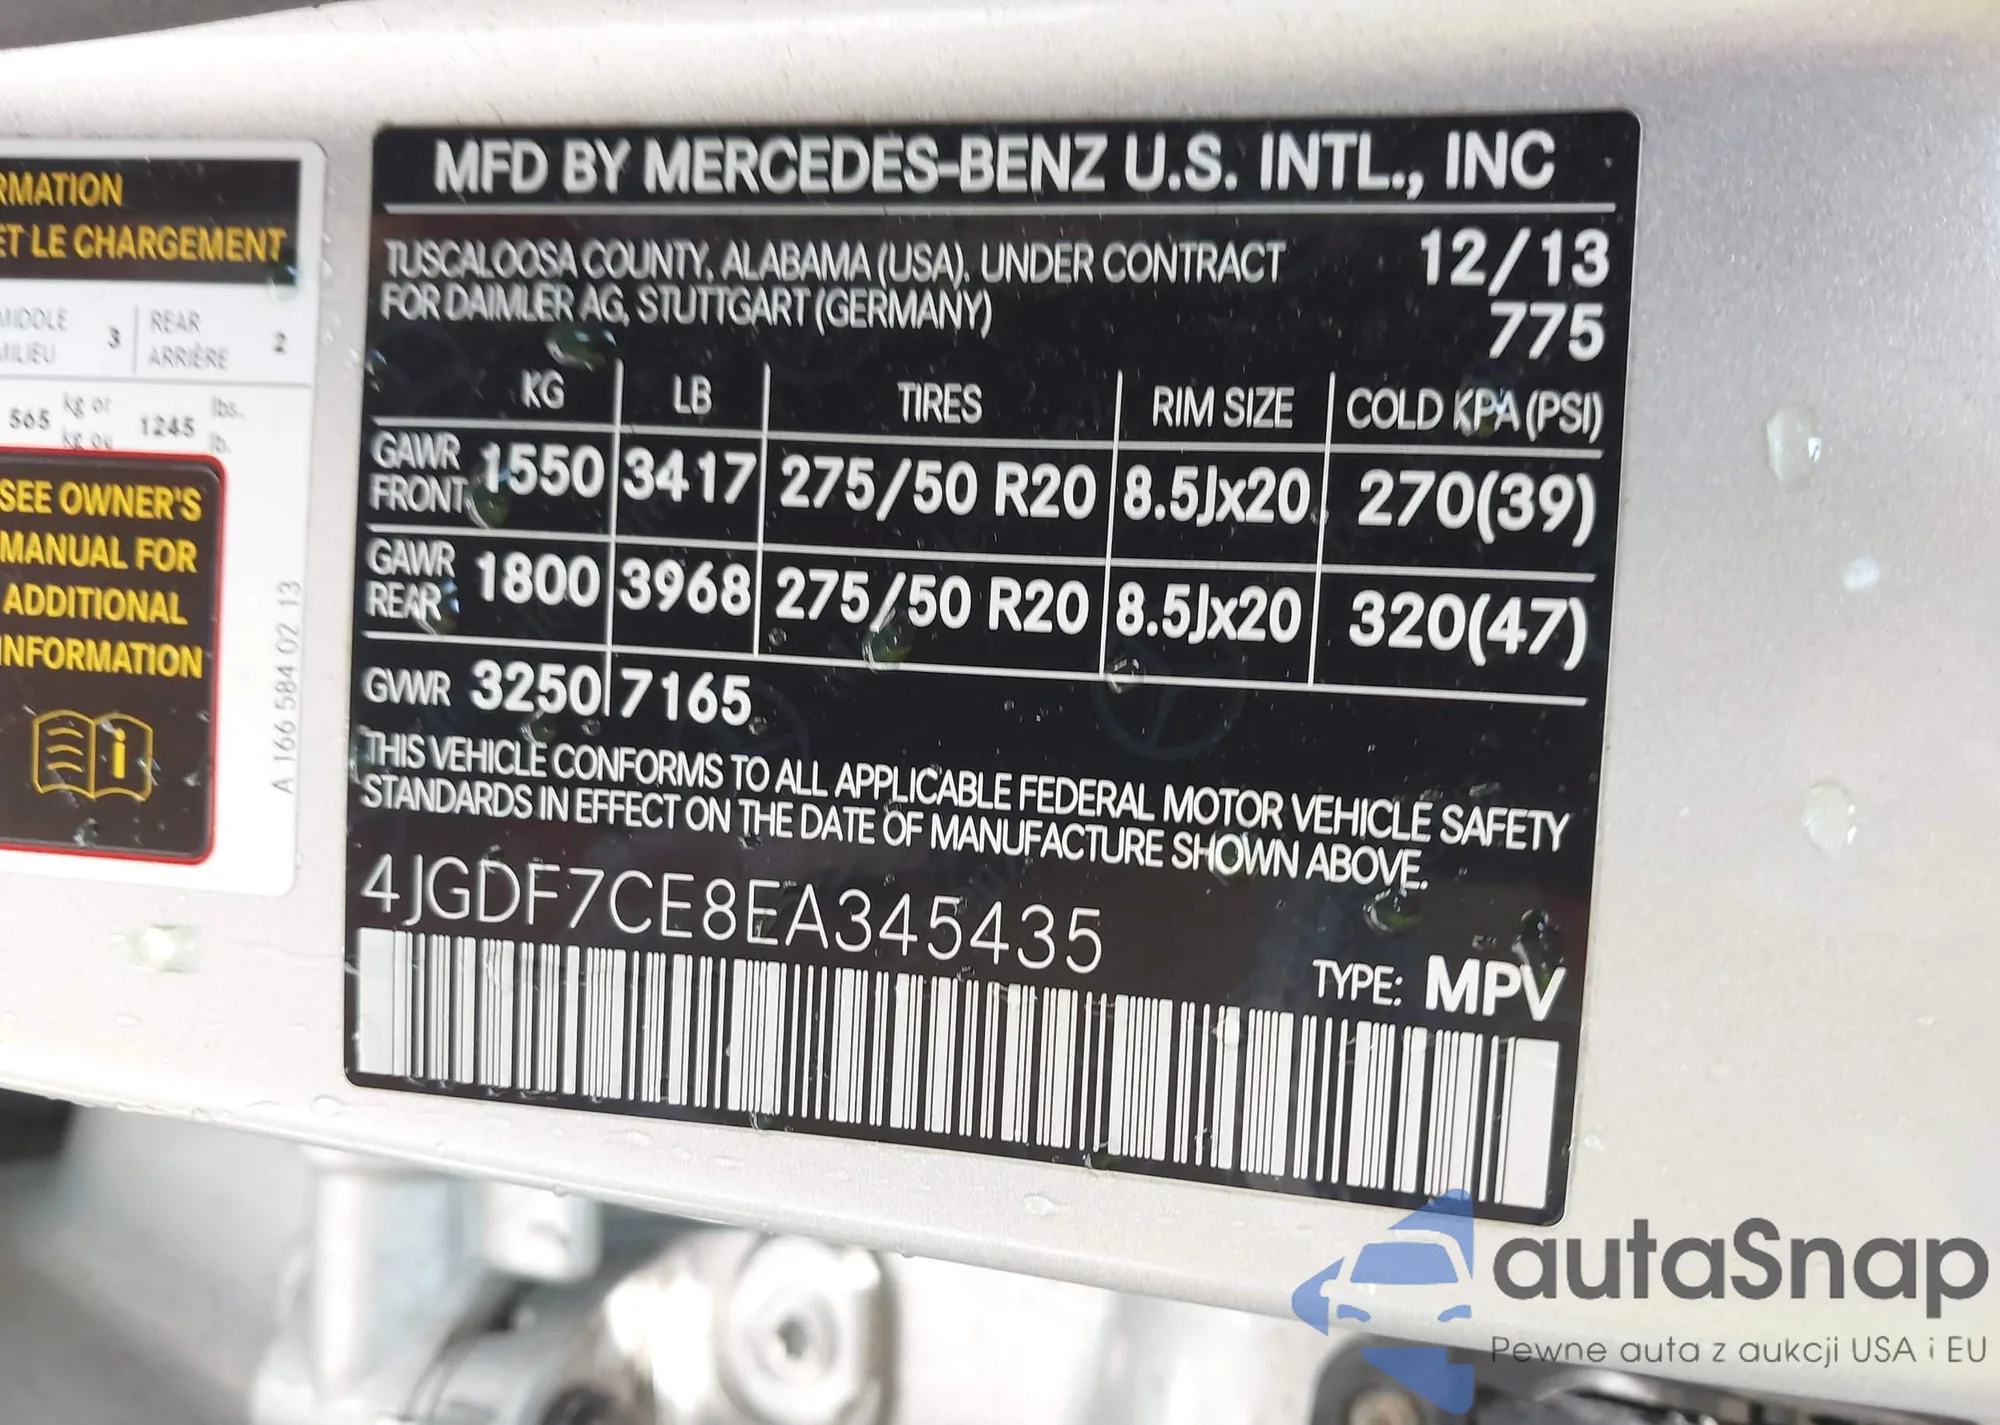 RMATION
ET LE CHARGEMENT
MIDDLE 3 REAR 2
MILIEU ARRIÈRE
565 kg or 1245 lbs.
kg ou lb.
SEE OWNER'S
MANUAL FOR
ADDITIONAL
INFORMATION
A 166 584 02 13
MFD BY MERCEDES-BENZ U.S. INTL., INC
TUSCALOOSA COUNTY, ALABAMA (USA), UNDER CONTRACT 12/13
FOR DAIMLER AG, STUTTGART (GERMANY) 775
KG LB TIRES RIM SIZE COLD KPA (PSI)
GAWR FRONT 1550 3417 275/50 R20 8.5Jx20 270(39)
GAWR REAR 1800 3968 275/50 R20 8.5Jx20 320(47)
GVWR 3250 7165
THIS VEHICLE CONFORMS TO ALL APPLICABLE FEDERAL MOTOR VEHICLE SAFETY
STANDARDS IN EFFECT ON THE DATE OF MANUFACTURE SHOWN ABOVE.
4JGDF7CE8EA345435
TYPE: MPV
autaSnap
Pewne auta z aukcji USA i EU